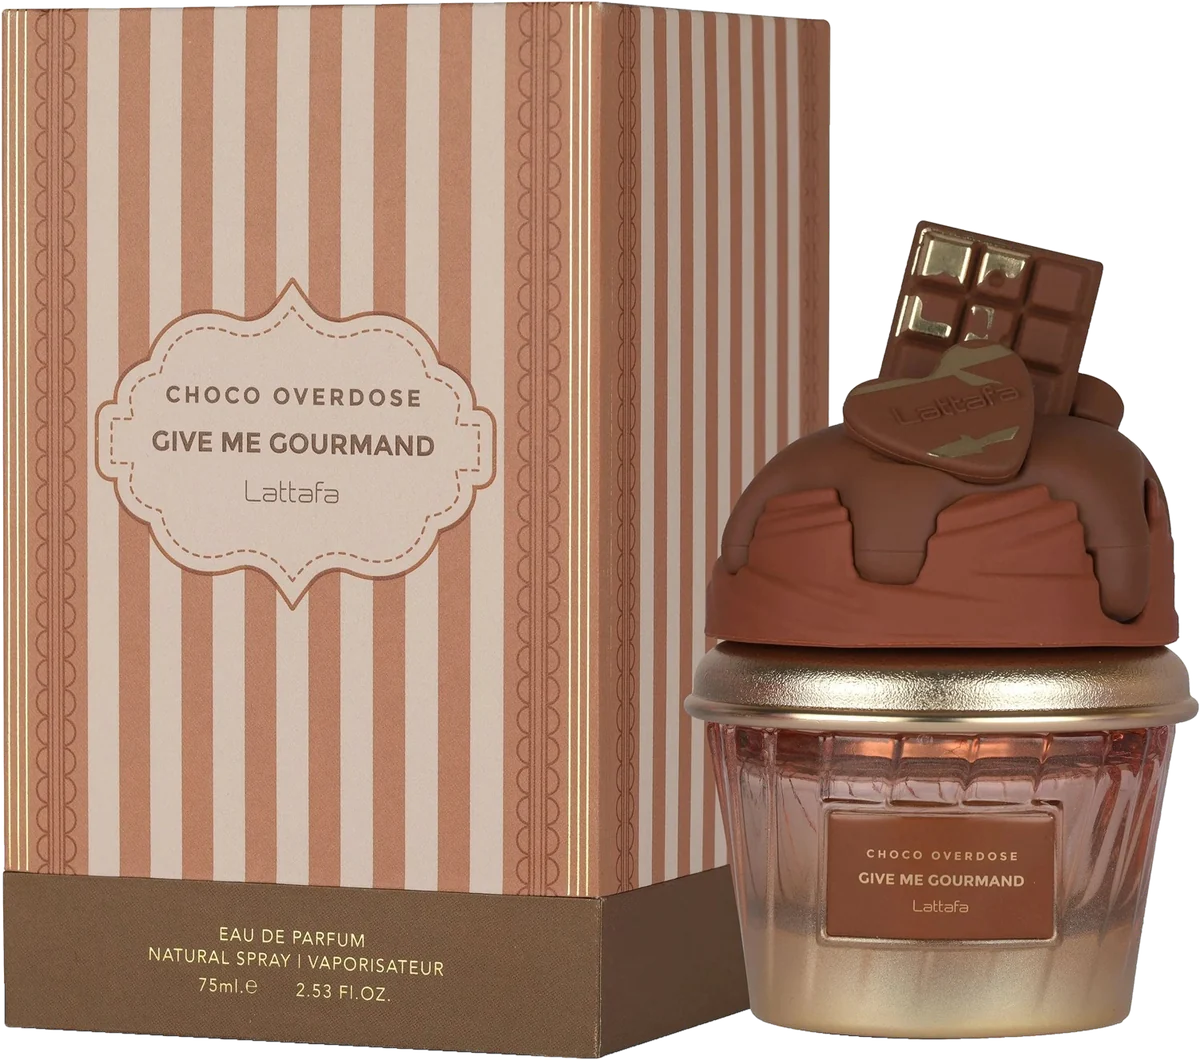 CHOCO OVERDOSE
GIVE ME GOURMAND
Lattafa
EAU DE PARFUM
NATURAL SPRAY | VAPORISATEUR
75ml.e 2.53 Fl.OZ.
Lattafa
CHOCO OVERDOSE
GIVE ME GOURMAND
Lattafa